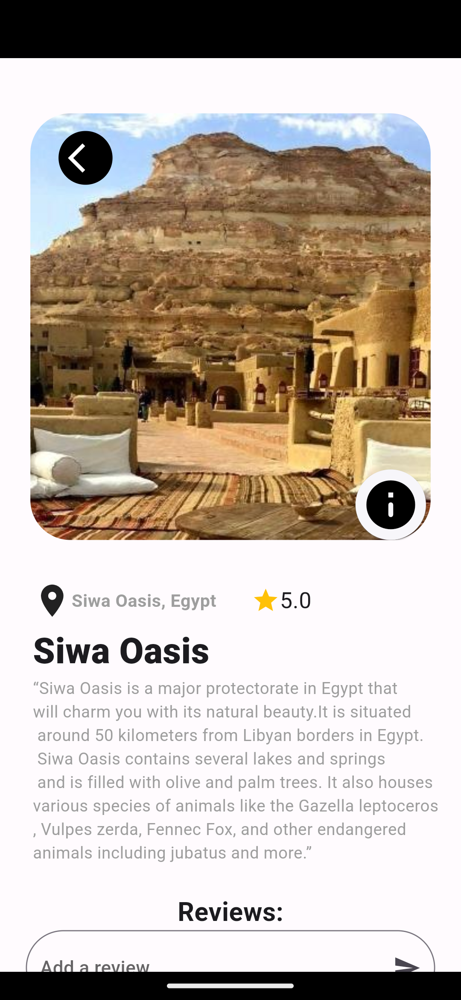 Siwa Oasis, Egypt 5.0
Siwa Oasis
“Siwa Oasis is a major protectorate in Egypt that
will charm you with its natural beauty.It is situated
around 50 kilometers from Libyan borders in Egypt.
Siwa Oasis contains several lakes and springs
and is filled with olive and palm trees. It also houses
various species of animals like the Gazella leptoceros
, Vulpes zerda, Fennec Fox, and other endangered
animals including jubatus and more.”
Reviews:
Add a review